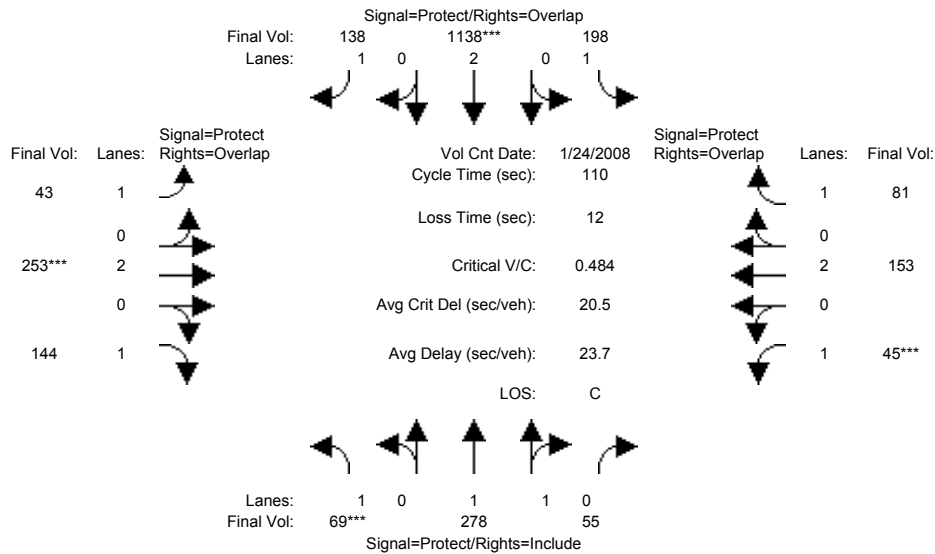 Signal=Protect/Rights=Overlap
Final Vol: 138 1138*** 198
Lanes: 1 0 2 0 1
Signal=Protect
Final Vol: Lanes: Rights=Overlap
Vol Cnt Date: 1/24/2008
Signal=Protect
Rights=Overlap Lanes: Final Vol:
Cycle Time (sec): 110
43 1
1 81
Loss Time (sec): 12
0
0
253*** 2
Critical V/C: 0.484
2 153
0
Avg Crit Del (sec/veh): 20.5
0
144 1
Avg Delay (sec/veh): 23.7
1 45***
LOS: C
Lanes: 1 0 1 1 0
Final Vol: 69*** 278 55
Signal=Protect/Rights=Include